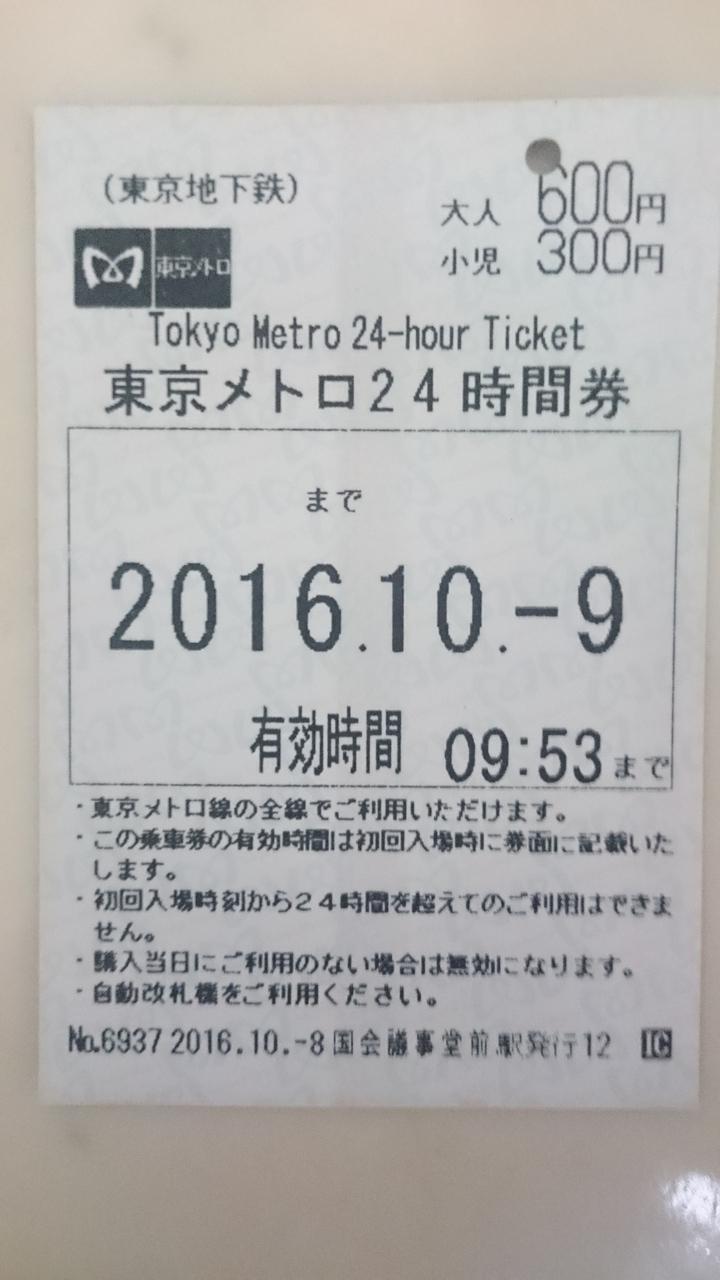 (東京地下鉄)
大人 600円
東京メトロ
小児 300円
Tokyo Metro 24-hour Ticket
東京メトロ24時間券
まで
2016.10.-9
有効時間 09:53まで
・東京メトロ線の全線でご利用いただけます。
・この乗車券の有効時間は初回入場時に券面に記載いた
します。
・初回入場時刻から24時間を超えてのご利用はできま
せん。
・購入当日にご利用のない場合は無効になります。
・自動改札機をご利用ください。
No.6937 2016.10.-8 国会議事堂前駅発行12 IC